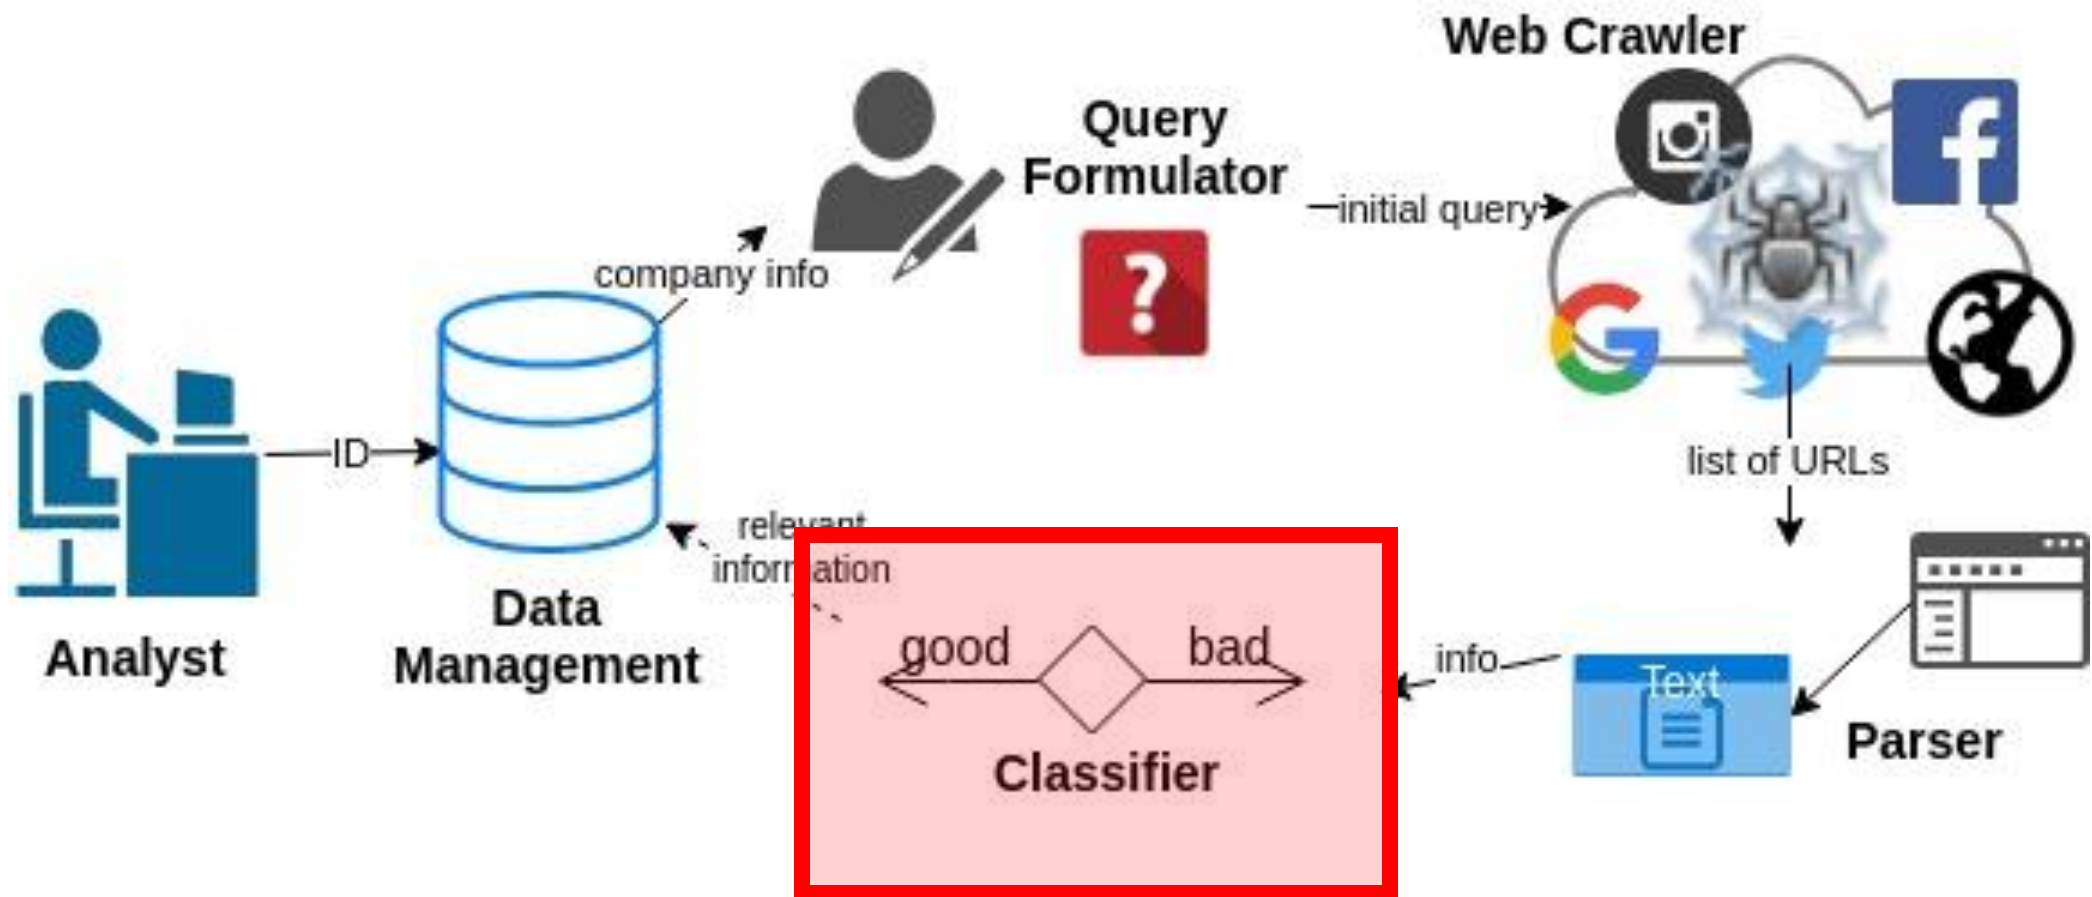 Web Crawler
Query
Formulator
initial query
company info
ID
list of URLs
relevant
information
Data
Management
Analyst
good
bad
Classifier
info
Text
Parser